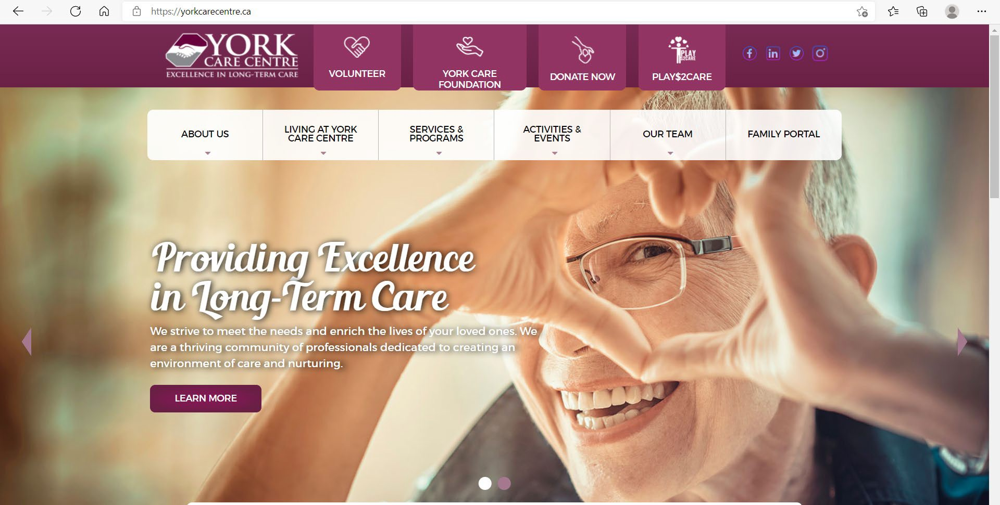 https://yorkcarecentre.ca
YORK
CARE CENTRE
EXCELLENCE IN LONG-TERM CARE
VOLUNTEER
YORK CARE
FOUNDATION
DONATE NOW
PLAY
$2CARE
PLAY$2CARE
ABOUT US
LIVING AT YORK
CARE CENTRE
SERVICES &
PROGRAMS
ACTIVITIES &
EVENTS
OUR TEAM
FAMILY PORTAL
Providing Excellence
in Long-Term Care
We strive to meet the needs and enrich the lives of your loved ones. We
are a thriving community of professionals dedicated to creating an
environment of care and nurturing.
LEARN MORE